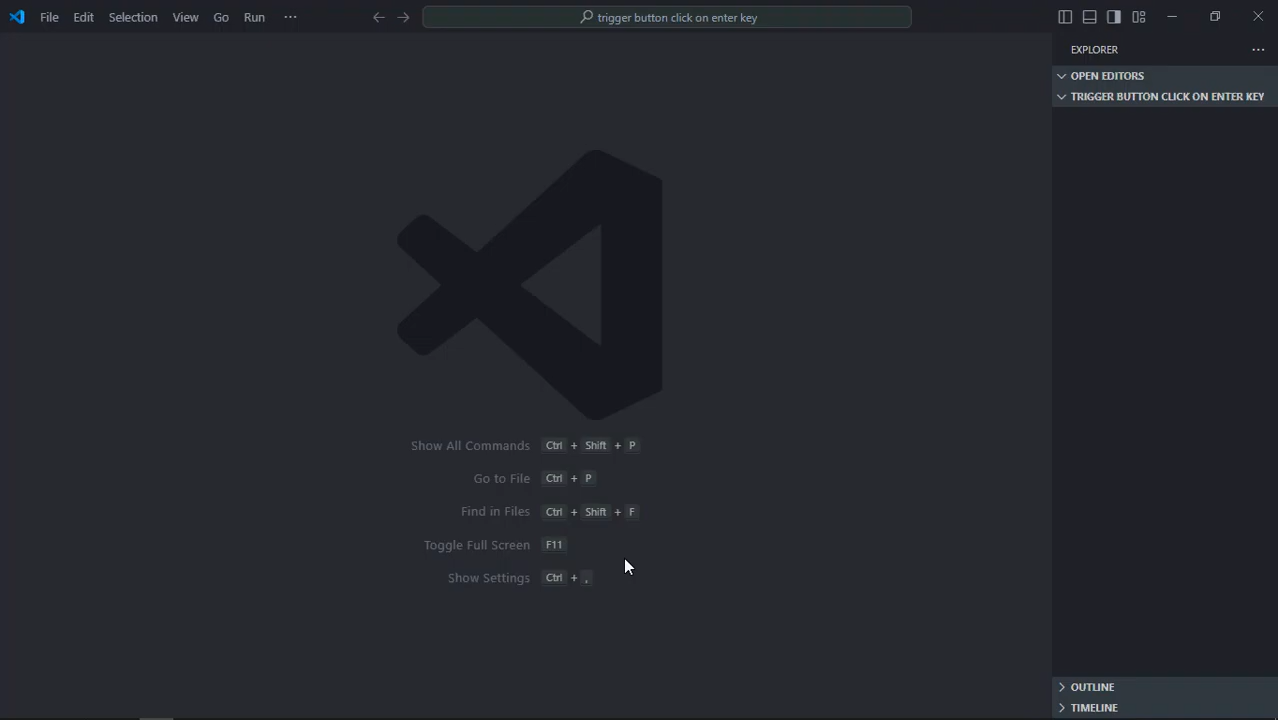 File Edit Selection View Go Run ···
trigger button click on enter key
EXPLORER ···
OPEN EDITORS
TRIGGER BUTTON CLICK ON ENTER KEY
Show All Commands Ctrl + Shift + P
Go to File Ctrl + P
Find in Files Ctrl + Shift + F
Toggle Full Screen F11
Show Settings Ctrl + ,
OUTLINE
TIMELINE